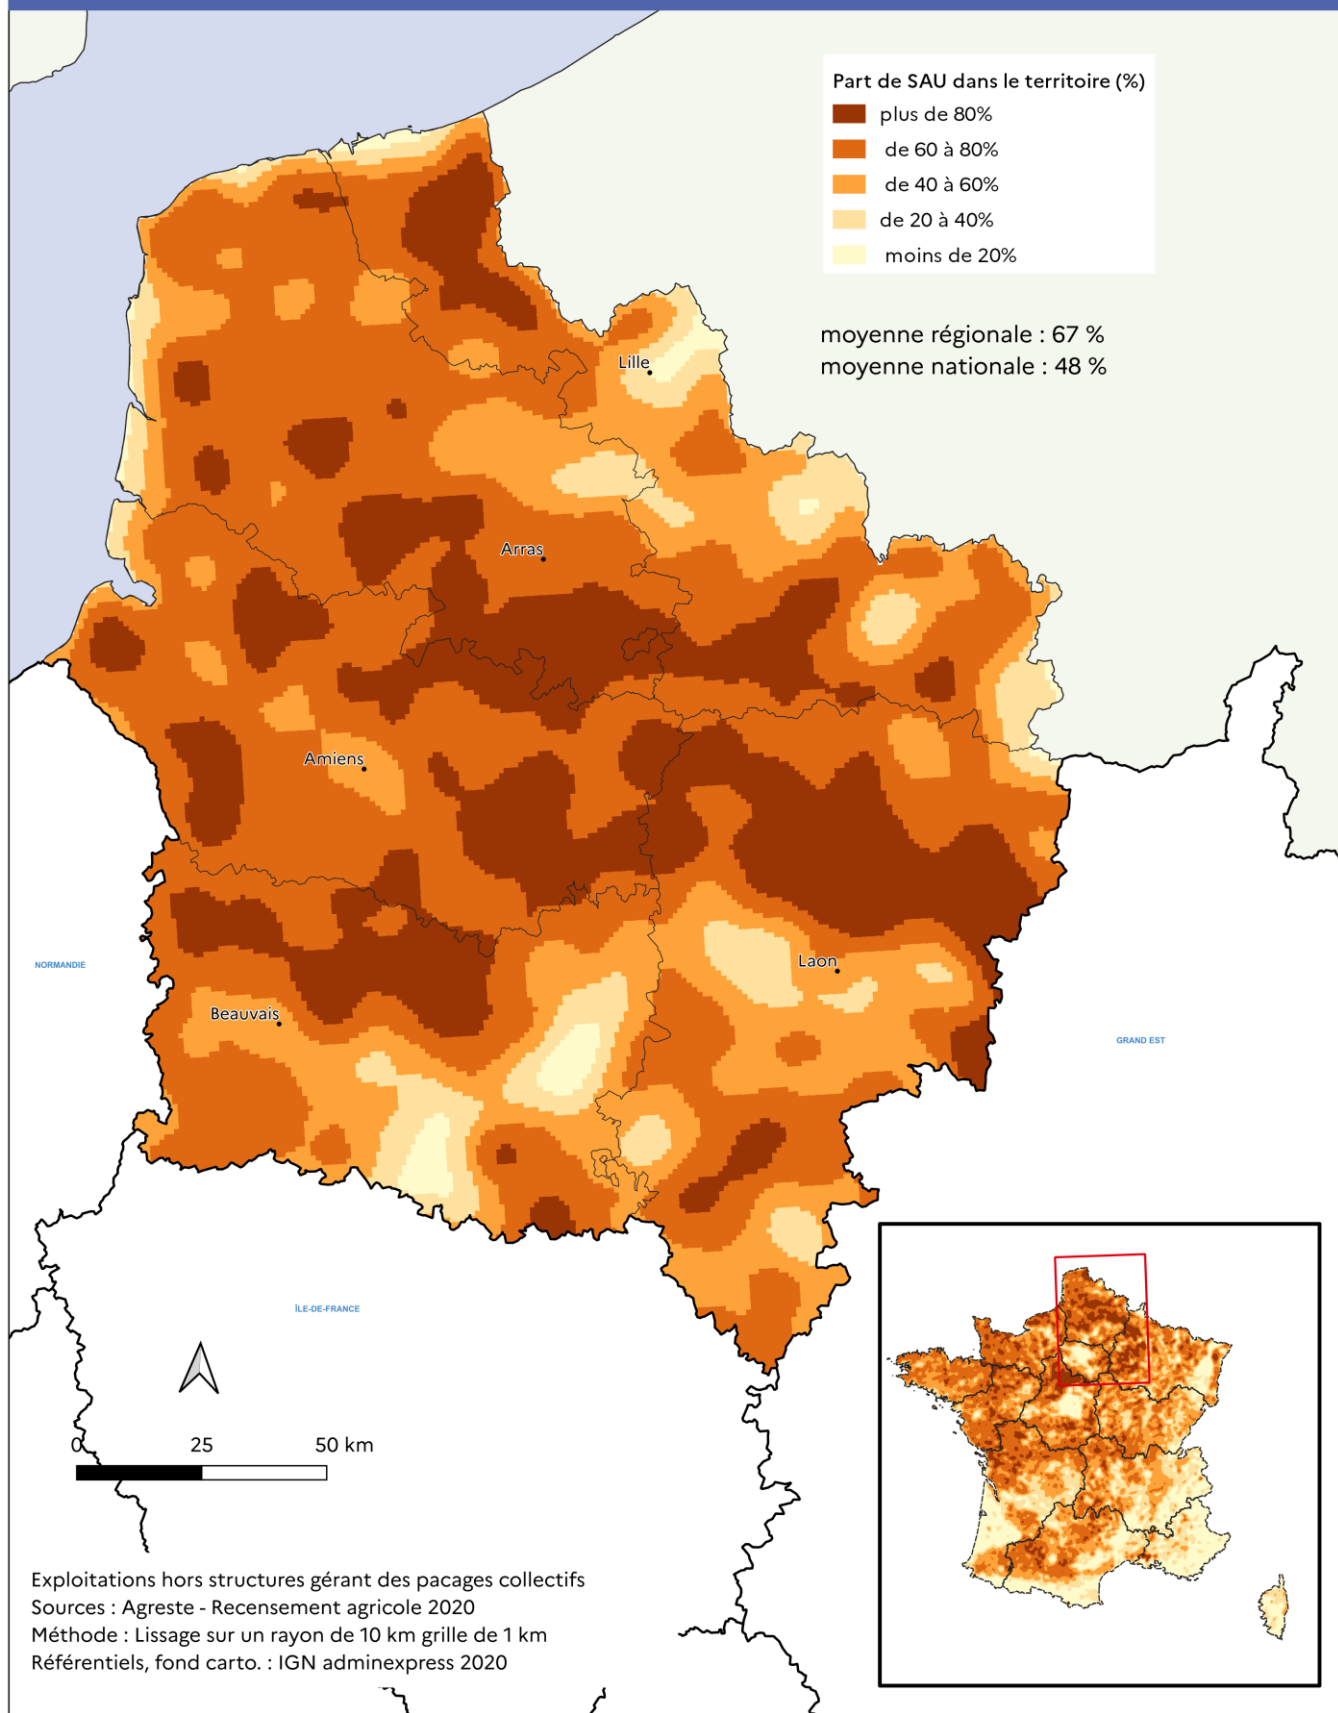 Part de SAU dans le territoire (%)
plus de 80%
de 60 à 80%
de 40 à 60%
de 20 à 40%
moins de 20%
moyenne régionale : 67 %
moyenne nationale : 48 %
Lille
Arras
Amiens
Laon
NORMANDIE
Beauvais
GRAND EST
ÎLE-DE-FRANCE
0 25 50 km
Exploitations hors structures gérant des pacages collectifs
Sources : Agreste - Recensement agricole 2020
Méthode : Lissage sur un rayon de 10 km grille de 1 km
Référentiels, fond carto. : IGN adminexpress 2020